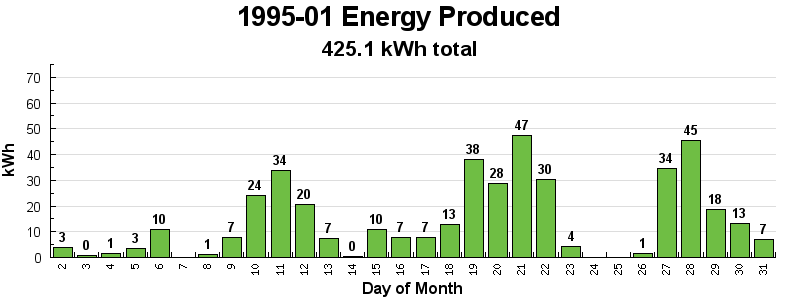 1995-01 Energy Produced
425.1 kWh total
kWh
70
60
50
40
30
20
10
0
3 0 1 3 10 1 7 24 34 20 7 0 10 7 7 13 38 28 47 30 4 1 34 45 18 13 7
2 3 4 5 6 7 8 9 10 11 12 13 14 15 16 17 18 19 20 21 22 23 24 25 26 27 28 29 30 31
Day of Month